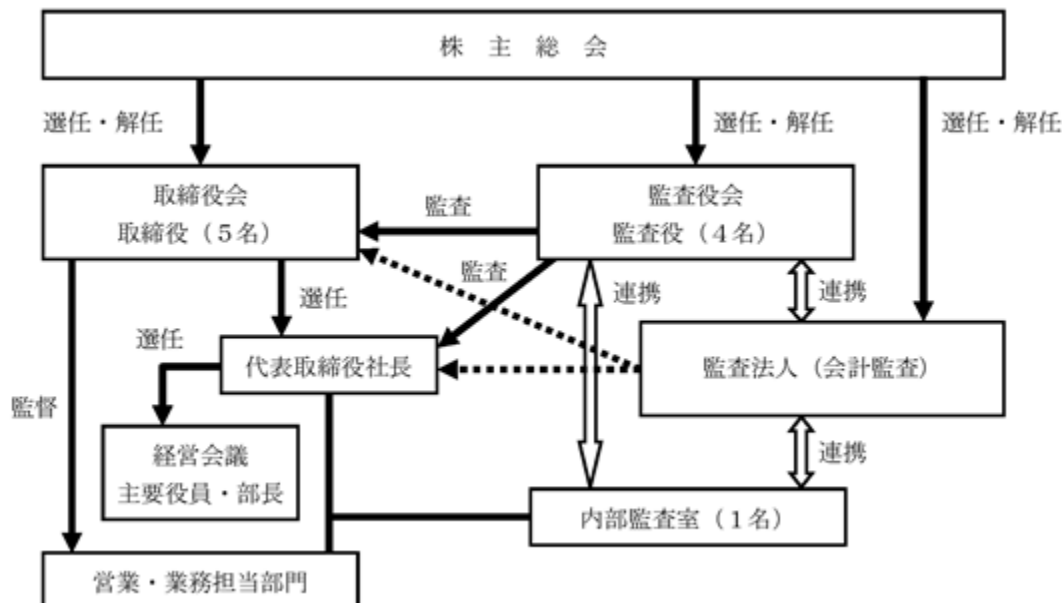 株 主 総 会
選任・解任
選任・解任
選任・解任
取締役会
取締役（５名）
監査
監査役会
監査役（４名）
監査
選任
連携
連携
選任
代表取締役社長
監査法人（会計監査）
監督
経営会議
主要役員・部長
連携
内部監査室（１名）
営業・業務担当部門